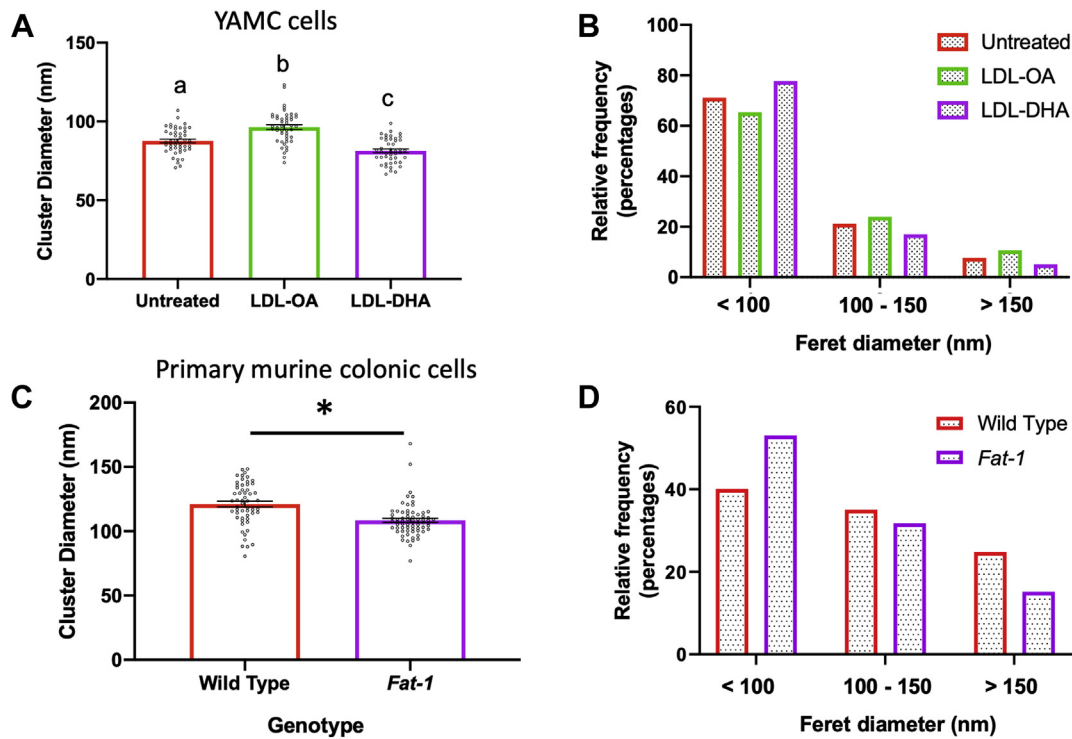 A
YAMC cells
Cluster Diameter (nm)
150
100
50
0
a
b
c
Untreated
LDL-OA
LDL-DHA
B
Relative frequency
(percentages)
100
80
60
40
20
0
Untreated
LDL-OA
LDL-DHA
< 100
100 - 150
> 150
Feret diameter (nm)
C
Primary murine colonic cells
Cluster Diameter (nm)
200
150
100
50
0
*
Wild Type
Fat-1
Genotype
D
Relative frequency
(percentages)
60
40
20
0
Wild Type
Fat-1
< 100
100 - 150
> 150
Feret diameter (nm)